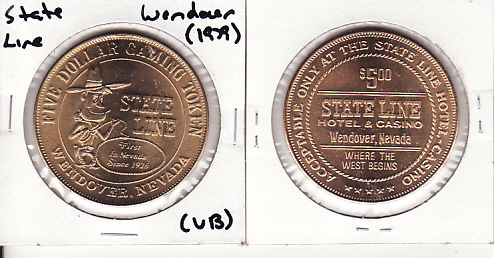 State
Line
Wendover
(1979)
FIVE DOLLAR GAMING TOKEN
STATE
LINE
First
In Nevada
Since 1926
WENDOVER, NEVADA
(UB)
ACCEPTABLE ONLY AT THE STATE LINE HOTEL-CASINO
$5.00
STATE LINE
HOTEL & CASINO
Wendover, Nevada
WHERE THE
WEST BEGINS